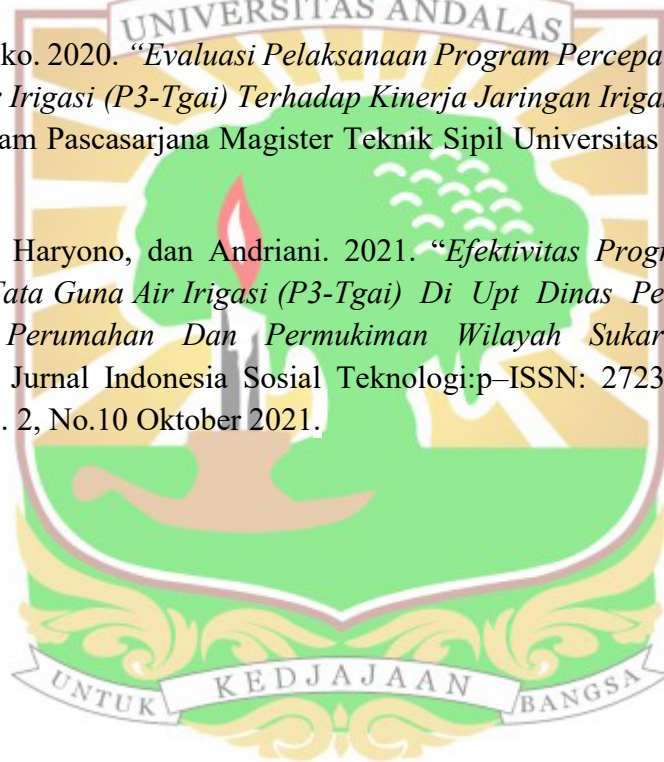 UNIVERSITAS ANDALAS
ko. 2020. “Evaluasi Pelaksanaan Program Percepa
r Irigasi (P3-Tgai) Terhadap Kinerja Jaringan Irigas
am Pascasarjana Magister Teknik Sipil Universitas
Haryono, dan Andriani. 2021. “Efektivitas Progr
Tata Guna Air Irigasi (P3-Tgai) Di Upt Dinas Pe
Perumahan Dan Permukiman Wilayah Sukar
Jurnal Indonesia Sosial Teknologi:p–ISSN: 2723
. 2, No.10 Oktober 2021.
UNTUK KEDJAJAAN BANGSA